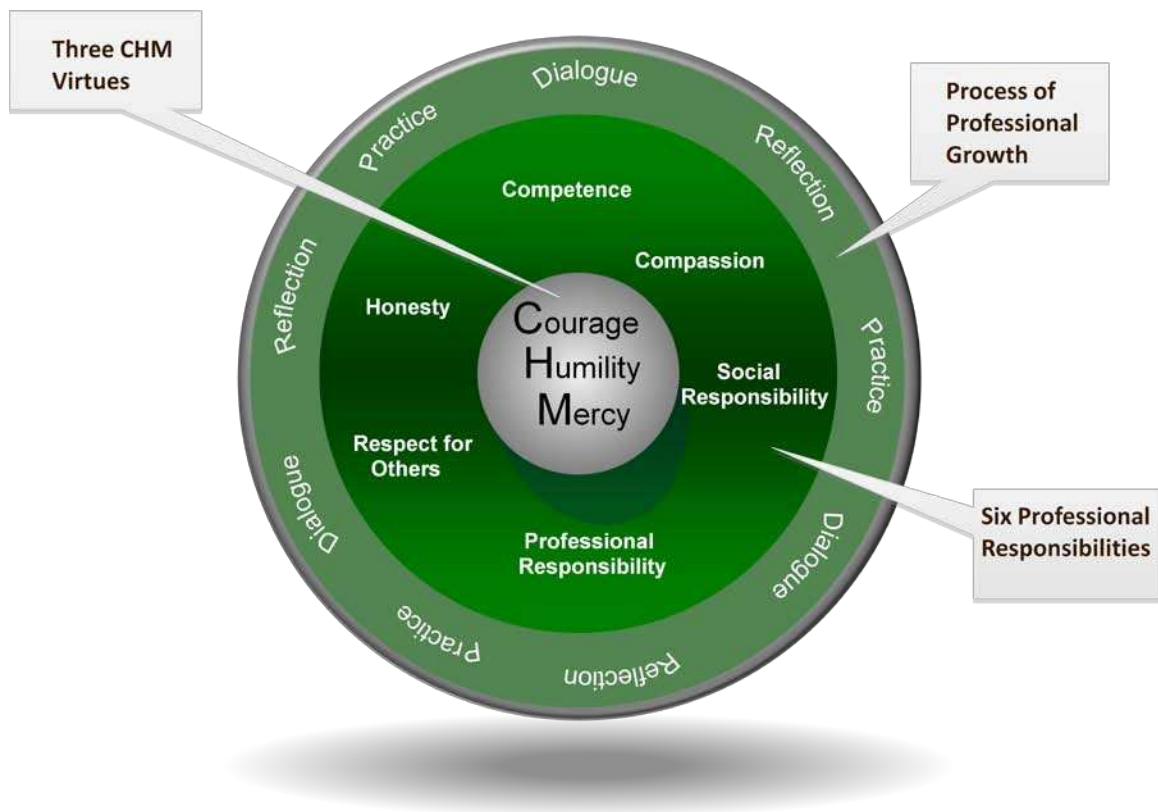 Three CHM
Virtues
Process of
Professional
Growth
Six Professional
Responsibilities
Dialogue
Reflection
Practice
Dialogue
Reflection
Practice
Dialogue
Reflection
Practice
Competence
Compassion
Social
Responsibility
Professional
Responsibility
Respect for
Others
Honesty
Courage
Humility
Mercy